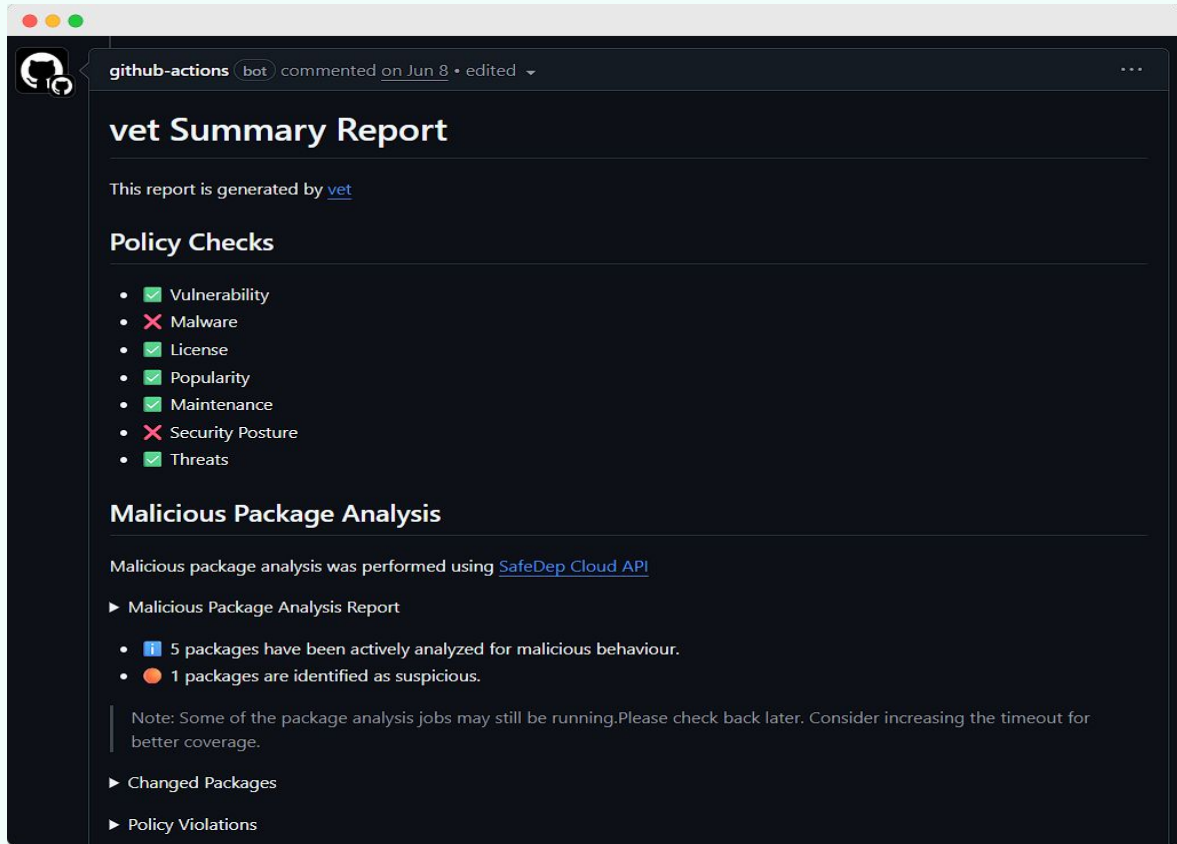 github-actions bot commented on Jun 8 • edited
vet Summary Report
This report is generated by vet
Policy Checks
• ✅ Vulnerability
• ❌ Malware
• ✅ License
• ✅ Popularity
• ✅ Maintenance
• ❌ Security Posture
• ✅ Threats
Malicious Package Analysis
Malicious package analysis was performed using SafeDep Cloud API
Malicious Package Analysis Report
• ℹ️ 5 packages have been actively analyzed for malicious behaviour.
• 🔴 1 packages are identified as suspicious.
Note: Some of the package analysis jobs may still be running.Please check back later. Consider increasing the timeout for
better coverage.
Changed Packages
Policy Violations